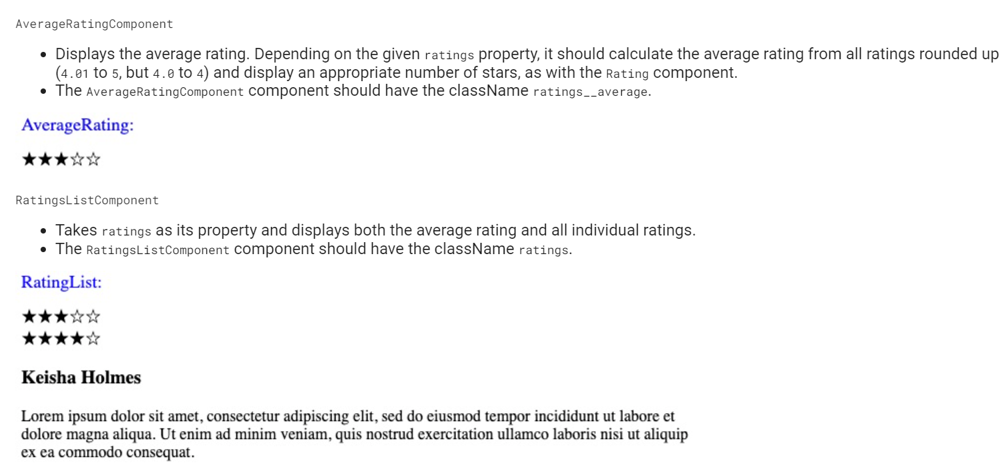 AverageRatingComponent
• Displays the average rating. Depending on the given ratings property, it should calculate the average rating from all ratings rounded up
(4.01 to 5, but 4.0 to 4) and display an appropriate number of stars, as with the Rating component.
• The AverageRatingComponent component should have the className ratings__average.
AverageRating:
★★★☆☆
RatingsListComponent
• Takes ratings as its property and displays both the average rating and all individual ratings.
• The RatingsListComponent component should have the className ratings.
RatingList:
★★★☆☆
★★★★☆
Keisha Holmes
Lorem ipsum dolor sit amet, consectetur adipiscing elit, sed do eiusmod tempor incididunt ut labore et
dolore magna aliqua. Ut enim ad minim veniam, quis nostrud exercitation ullamco laboris nisi ut aliquip
ex ea commodo consequat.